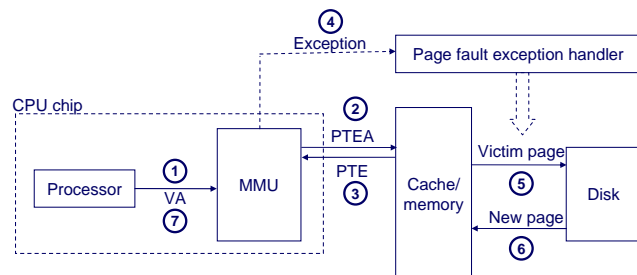 4
Exception
Page fault exception handler
CPU chip
2
PTEA
Victim page
1
Processor
VA
7
MMU
PTE
3
Cache/
memory
5
Disk
New page
6